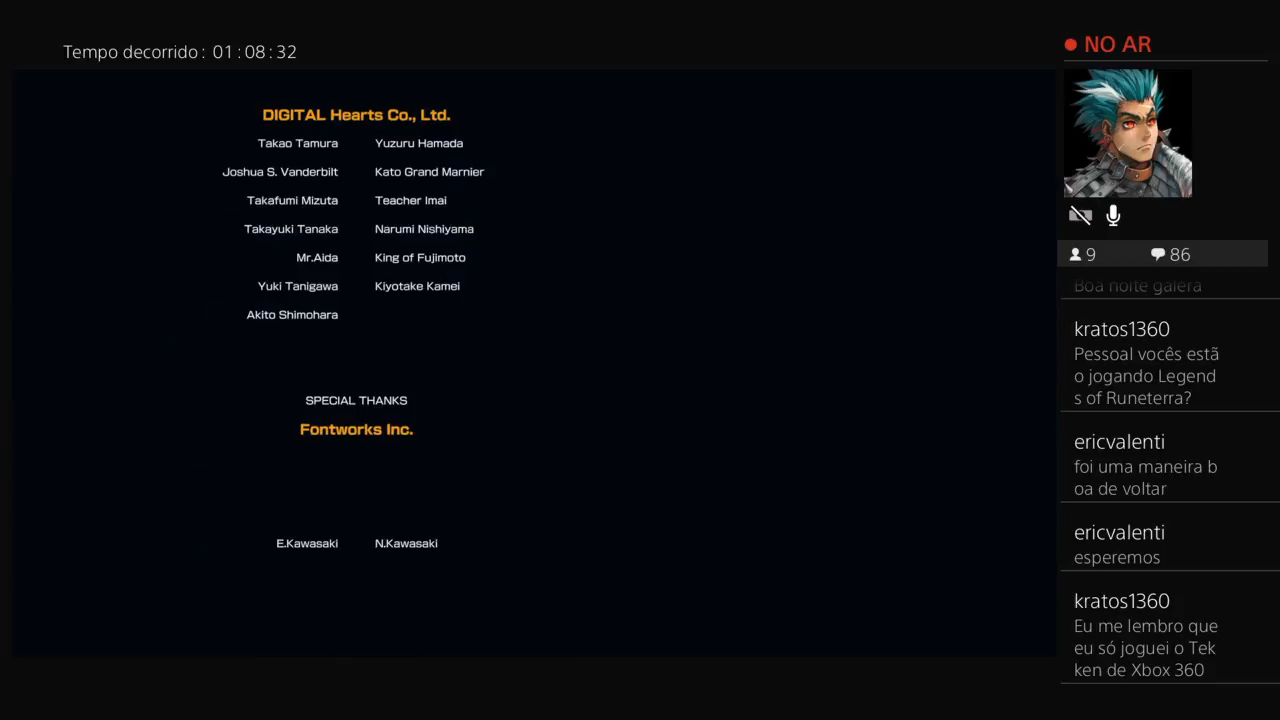 Tempo decorrido: 01:08:32
NO AR
DIGITAL Hearts Co., Ltd.
Takao Tamura Yuzuru Hamada
Joshua S. Vanderbilt Kato Grand Marnier
Takafumi Mizuta Teacher Imai
Takayuki Tanaka Narumi Nishiyama
Mr.Aida King of Fujimoto
Yuki Tanigawa Kiyotake Kamei
Akito Shimohara
SPECIAL THANKS
Fontworks Inc.
E.Kawasaki N.Kawasaki
9 86
Boa noite galera
kratos1360
Pessoal vocês estã
o jogando Legend
s of Runeterra?
ericvalenti
foi uma maneira b
oa de voltar
ericvalenti
esperemos
kratos1360
Eu me lembro que
eu só joguei o Tek
ken de Xbox 360